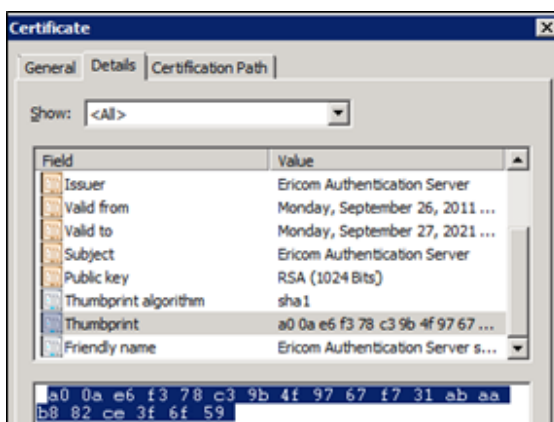 Certificate
General Details Certification Path
Show: <All>
Field Value
Issuer Ericom Authentication Server
Valid from Monday, September 26, 2011 ...
Valid to Monday, September 27, 2021 ...
Subject Ericom Authentication Server
Public key RSA (1024 Bits)
Thumbprint algorithm sha1
Thumbprint a0 0a e6 f3 78 c3 9b 4f 97 67 ...
Friendly name Ericom Authentication Server s...
a0 0a e6 f3 78 c3 9b 4f 97 67 f7 31 ab aa
b8 82 ce 3f 6f 59